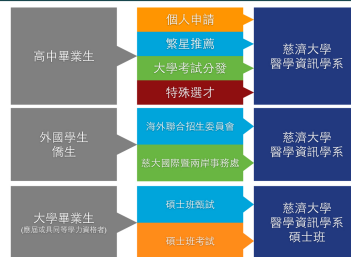 高中畢業生
個人申請
繁星推薦
大學考試分發
特殊選才
慈濟大學
醫學資訊學系
外國學生
僑生
海外聯合招生委員會
慈大國際暨兩岸事務處
慈濟大學
醫學資訊學系
大學畢業生
(應屆或具同等學力資格者)
碩士班甄試
碩士班考試
慈濟大學
醫學資訊學系
碩士班